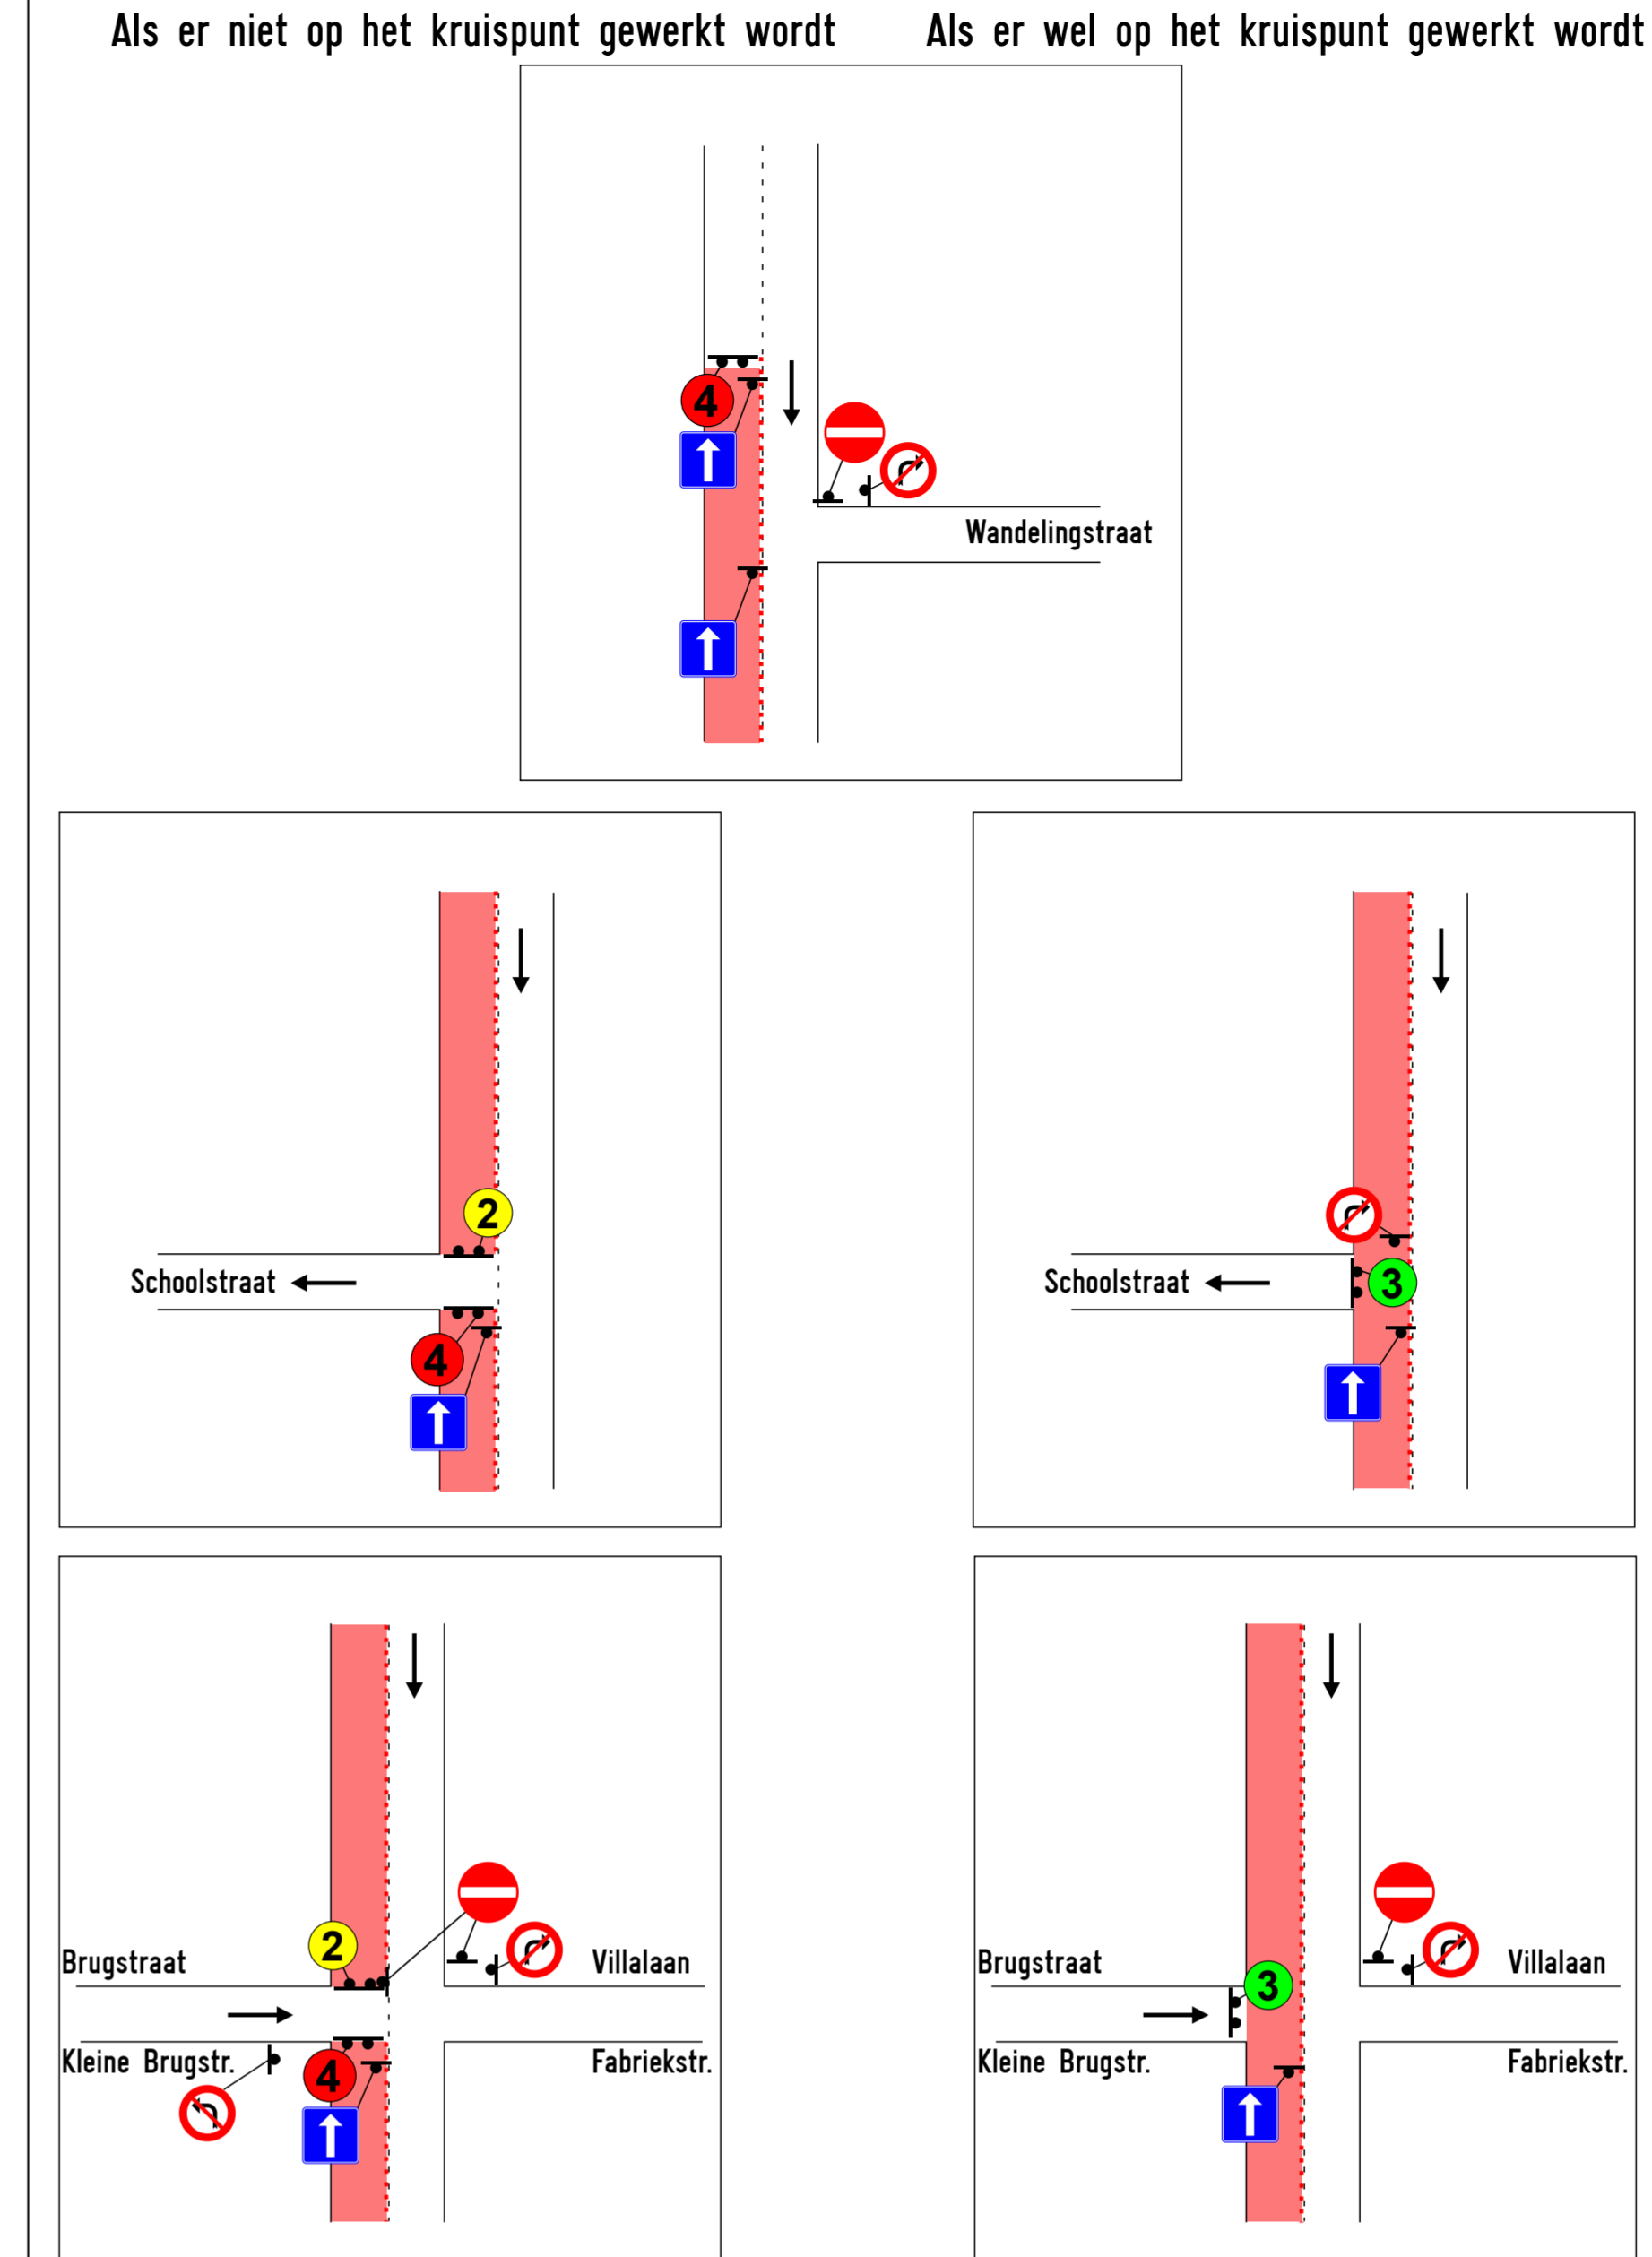 Als er niet op het kruispunt gewerkt wordt
Als er wel op het kruispunt gewerkt wordt
4
Wandelingstraat
2
Schoolstraat
4
Schoolstraat
3
2
Brugstraat
Villalaan
Kleine Brugstr.
4
Fabriekstr.
Brugstraat
3
Villalaan
Kleine Brugstr.
Fabriekstr.